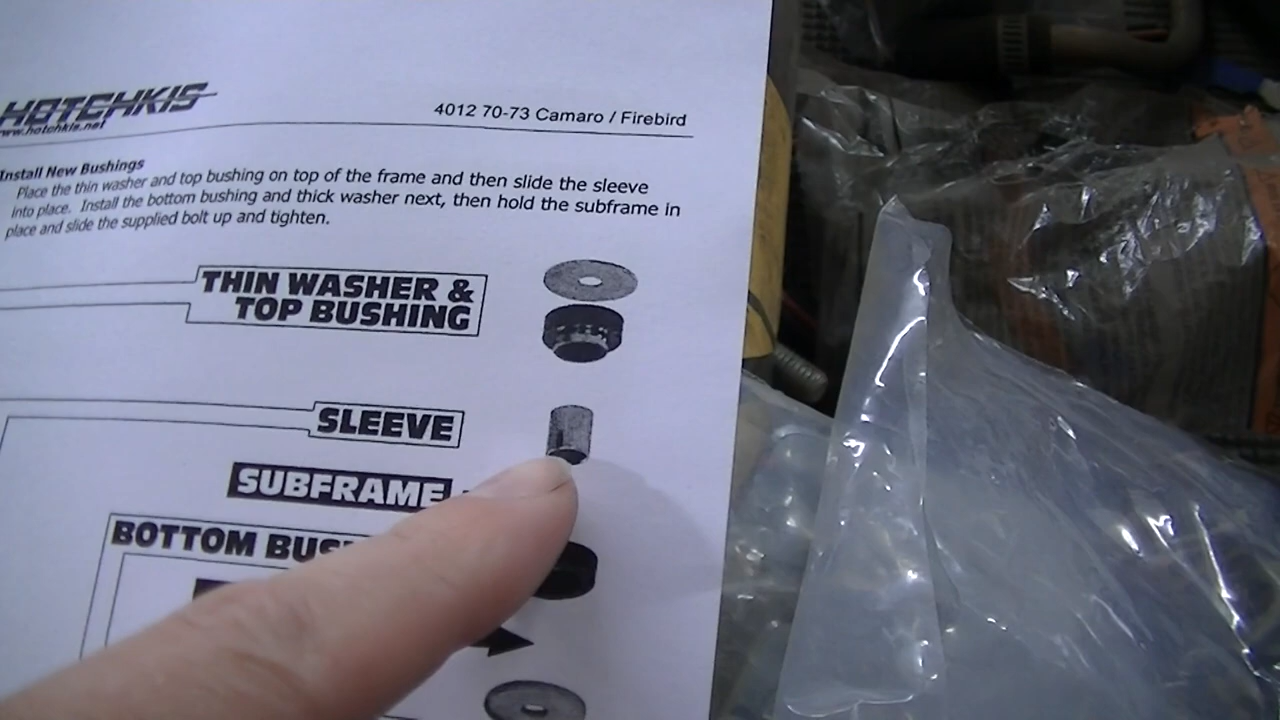 HOTCHKIS
www.hotchkis.net
4012 70-73 Camaro / Firebird
Install New Bushings
Place the thin washer and top bushing on top of the frame and then slide the sleeve
into place. Install the bottom bushing and thick washer next, then hold the subframe in
place and slide the supplied bolt up and tighten.
THIN WASHER &
TOP BUSHING
SLEEVE
SUBFRAME
BOTTOM